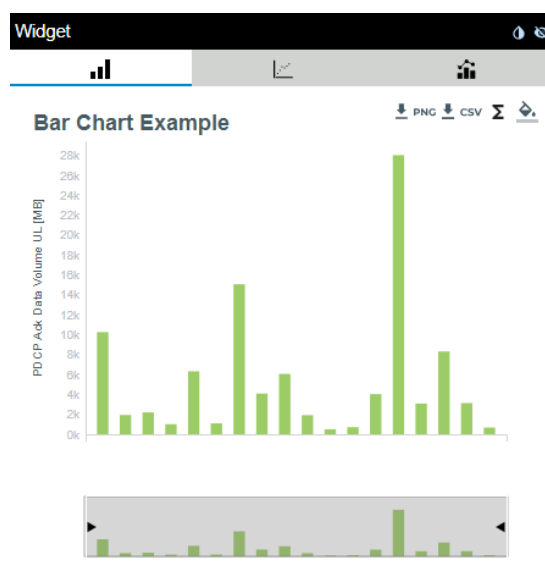 Widget
PNG CSV Σ
Bar Chart Example
PDCP Ack Data Volume UL [MB]
28k
26k
24k
22k
20k
18k
16k
14k
12k
10k
8k
6k
4k
2k
0k